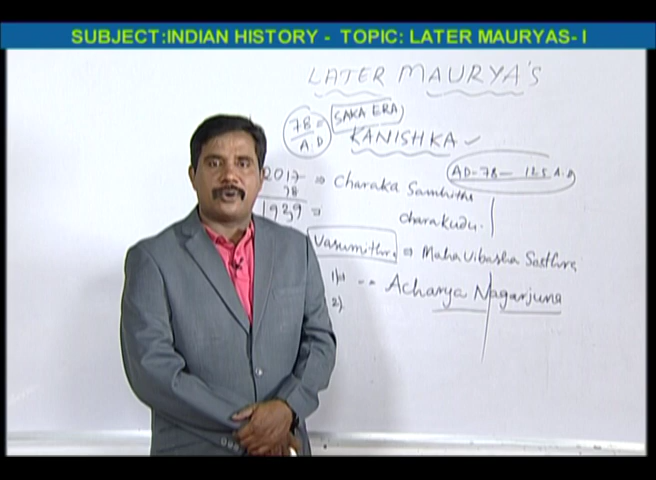 SUBJECT:INDIAN HISTORY - TOPIC: LATER MAURYAS- I
LATER MAURYA'S
78 = SAKA ERA
A.D
KANISHKA ✓
AD-78 - 125 A.D
2017 ⇒ Charaka Samhitha
78
1939 = charakudu.
Vasumithra ⇒ Maha Vibasha Sasthra
1) -- Acharya Nagarjuna
2)